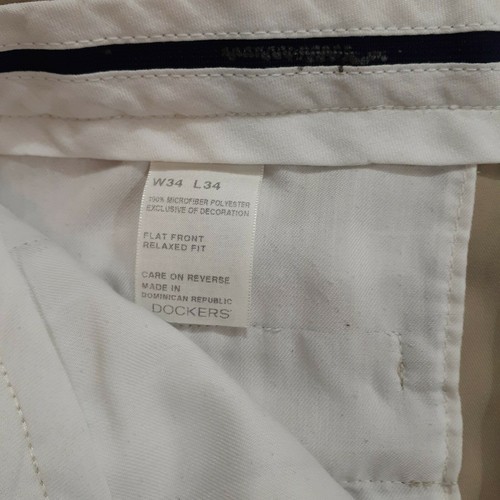 W34 L34
100% MICROFIBER POLYESTER
EXCLUSIVE OF DECORATION
FLAT FRONT
RELAXED FIT
CARE ON REVERSE
MADE IN
DOMINICAN REPUBLIC
DOCKERS®